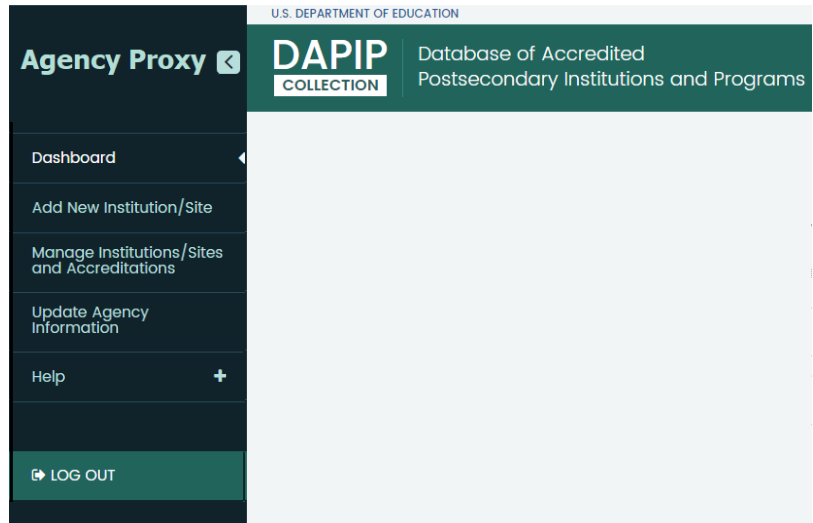 U.S. DEPARTMENT OF EDUCATION
Agency Proxy
DAPIP
COLLECTION
Database of Accredited
Postsecondary Institutions and Programs
Dashboard
Add New Institution/Site
Manage Institutions/Sites
and Accreditations
Update Agency
Information
Help
LOG OUT